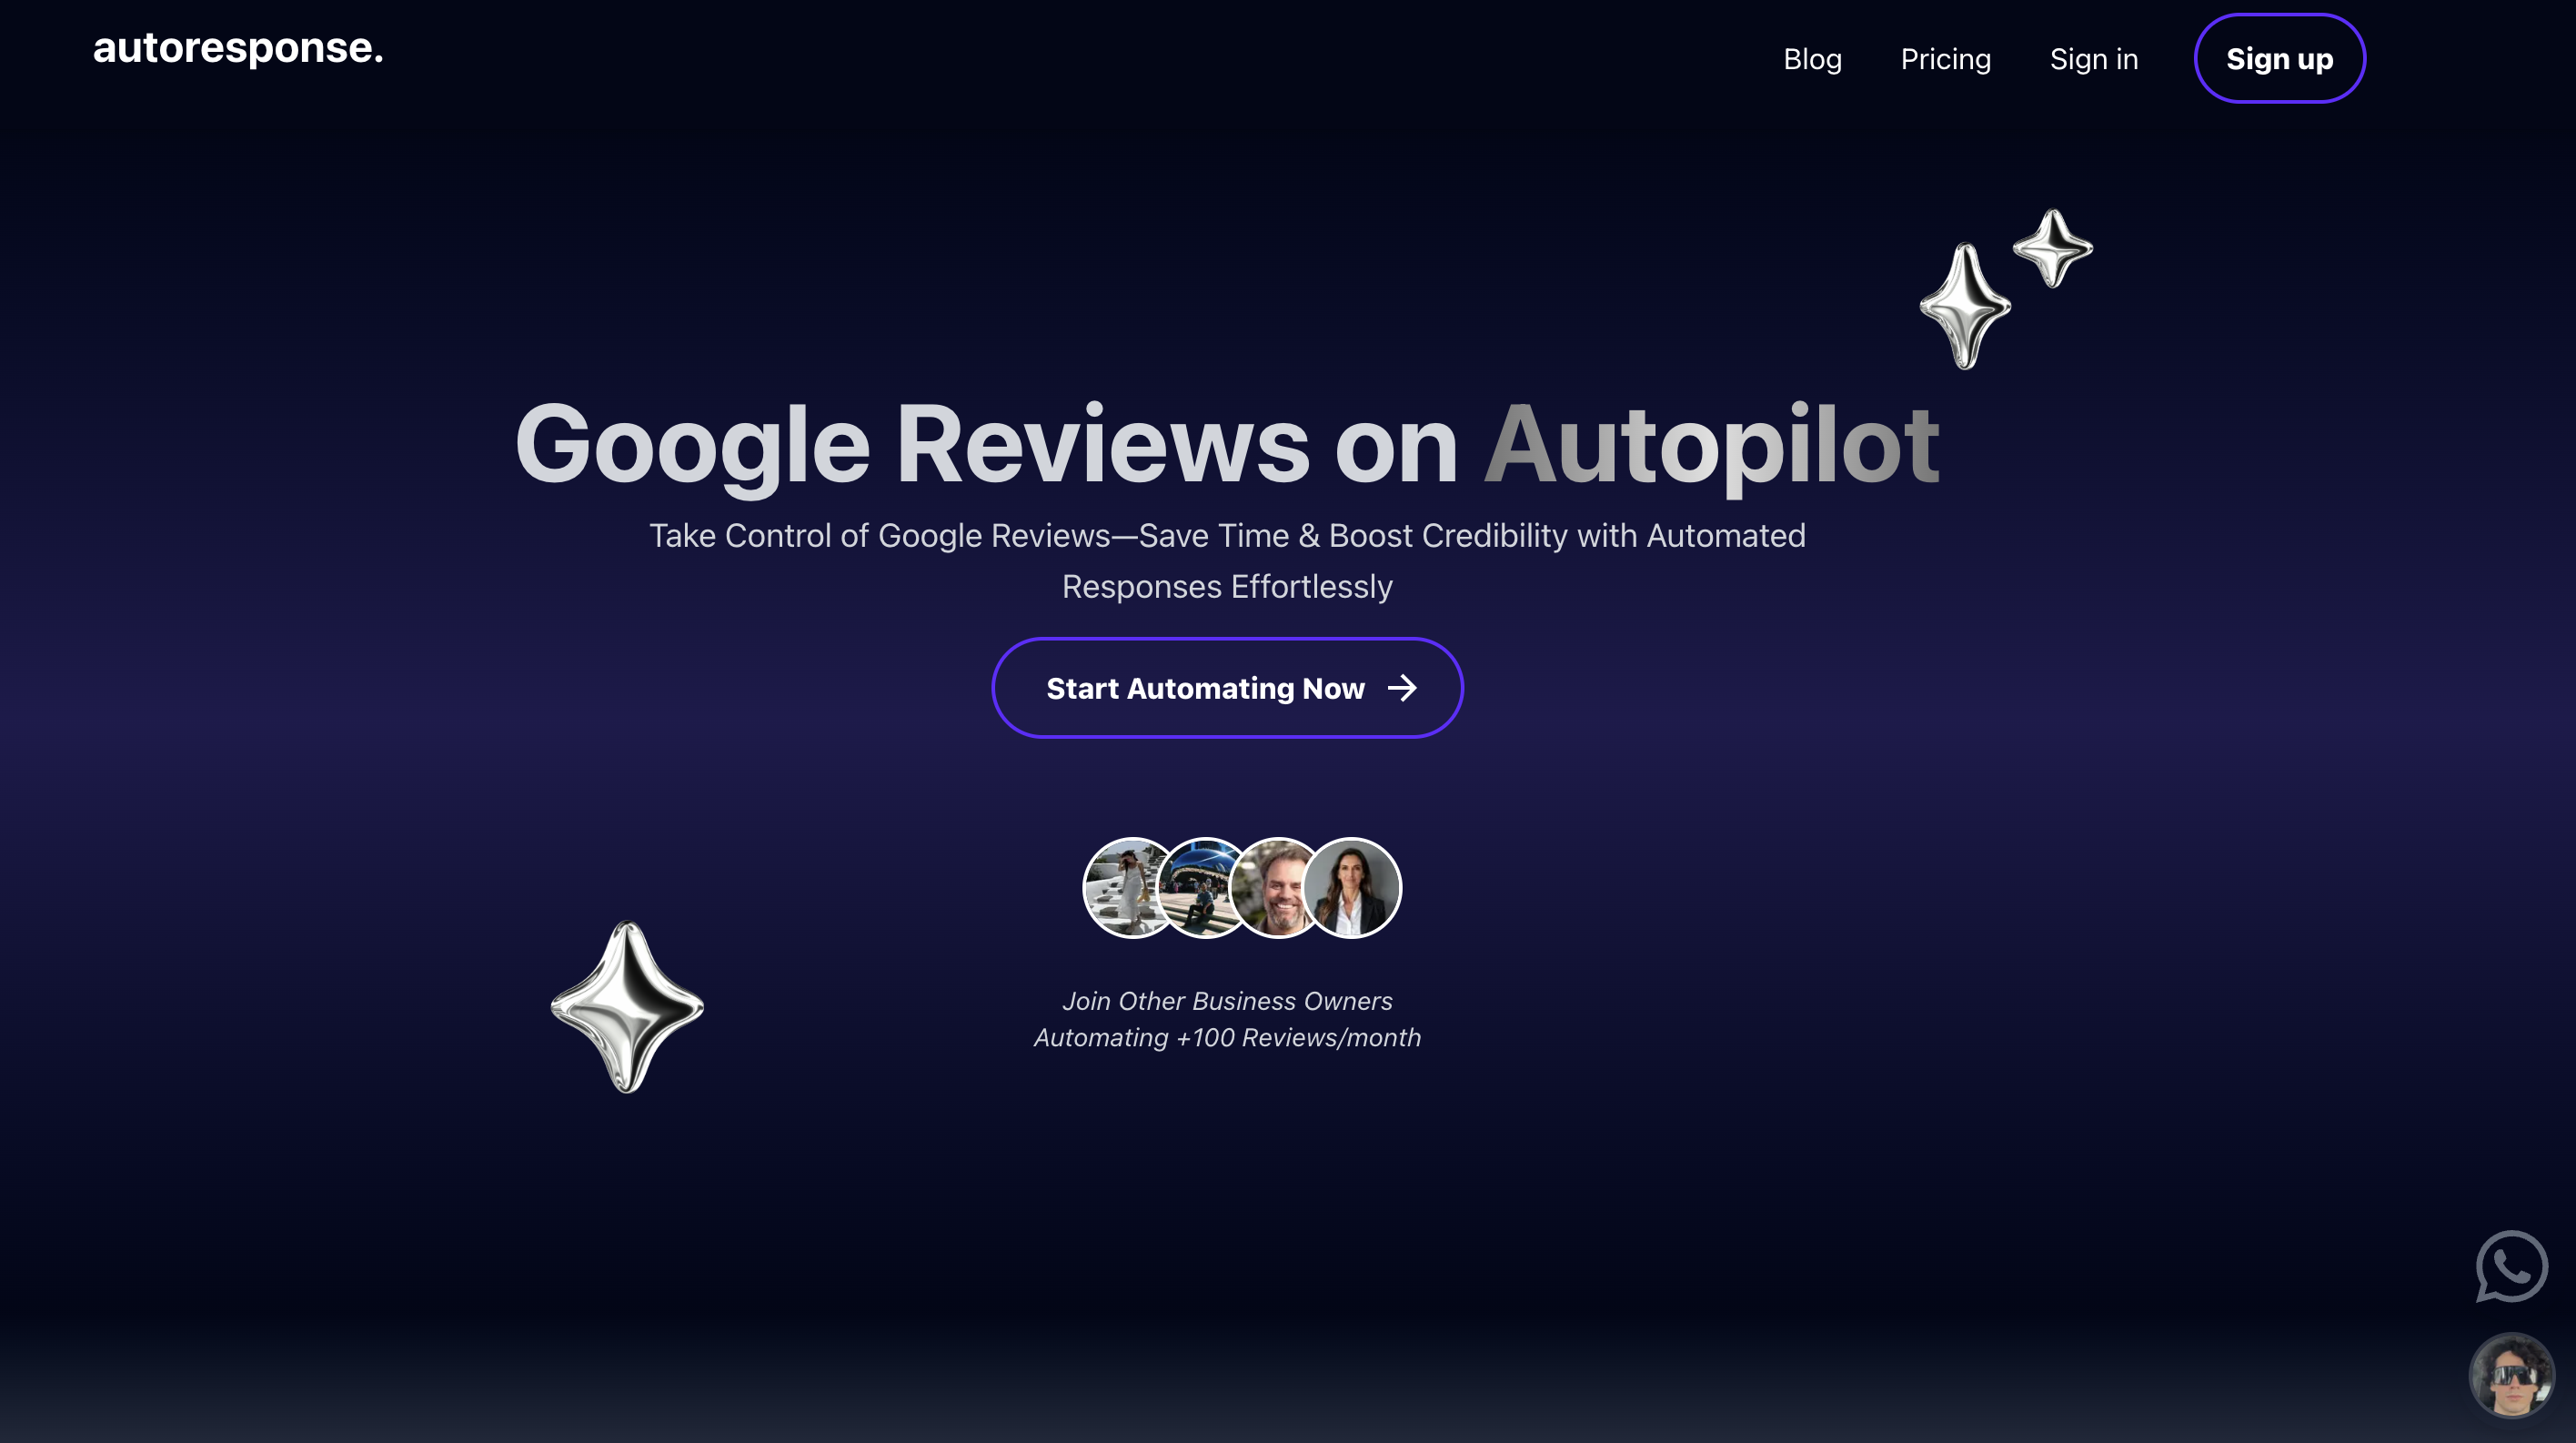 autoresponse.
Blog
Pricing
Sign in
Sign up
Google Reviews on Autopilot
Take Control of Google Reviews—Save Time & Boost Credibility with Automated
Responses Effortlessly
Start Automating Now
Join Other Business Owners
Automating +100 Reviews/month